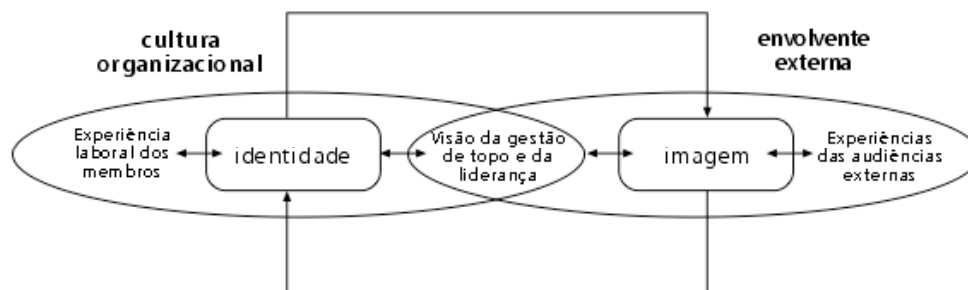 cultura
organizacional
envolvente
externa
Experiência
laboral dos
membros
identidade
Visão da gestão
de topo e da
liderança
imagem
Experiências
das audiências
externas